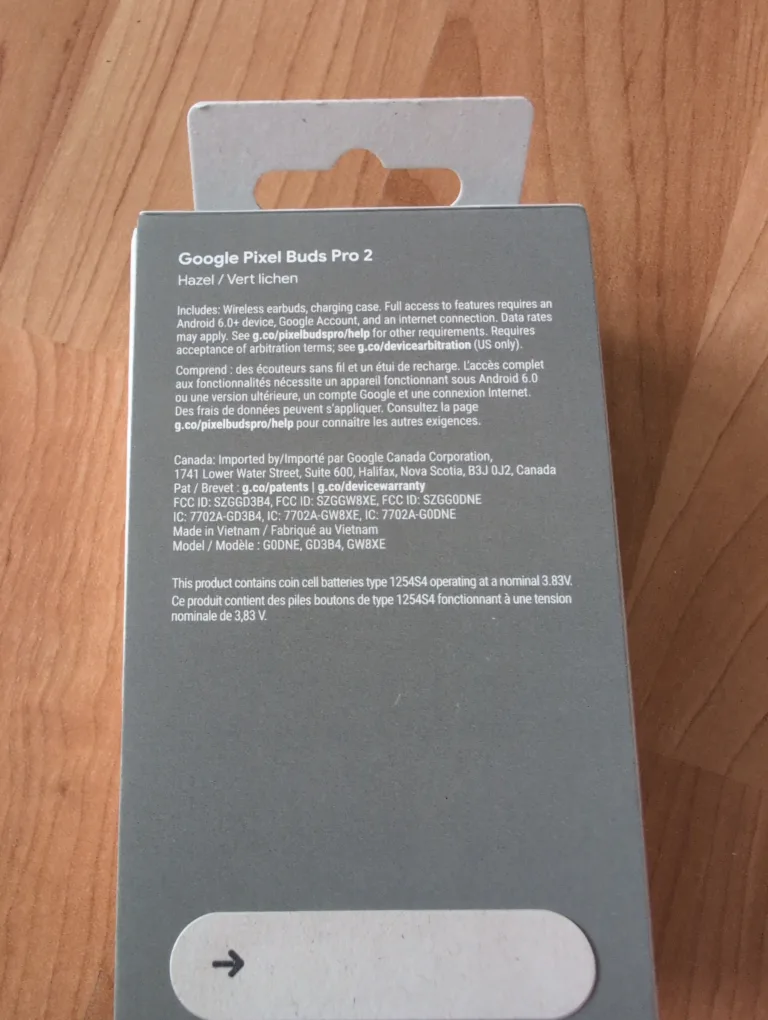 Google Pixel Buds Pro 2
Hazel / Vert lichen
Includes: Wireless earbuds, charging case. Full access to features requires an
Android 6.0+ device, Google Account, and an internet connection. Data rates
may apply. See g.co/pixelbudspro/help for other requirements. Requires
acceptance of arbitration terms; see g.co/devicearbitration (US only).
Comprend : des écouteurs sans fil et un étui de recharge. L'accès complet
aux fonctionnalités nécessite un appareil fonctionnant sous Android 6.0
ou une version ultérieure, un compte Google et une connexion Internet.
Des frais de données peuvent s'appliquer. Consultez la page
g.co/pixelbudspro/help pour connaître les autres exigences.
Canada: Imported by/Importé par Google Canada Corporation,
1741 Lower Water Street, Suite 600, Halifax, Nova Scotia, B3J 0J2, Canada
Pat / Brevet : g.co/patents | g.co/devicewarranty
FCC ID: SZGGD3B4, FCC ID: SZGGW8XE, FCC ID: SZGG0DNE
IC: 7702A-GD3B4, IC: 7702A-GW8XE, IC: 7702A-G0DNE
Made in Vietnam / Fabriqué au Vietnam
Model / Modèle : G0DNE, GD3B4, GW8XE
This product contains coin cell batteries type 1254S4 operating at a nominal 3.83V.
Ce produit contient des piles boutons de type 1254S4 fonctionnant à une tension
nominale de 3,83 V.